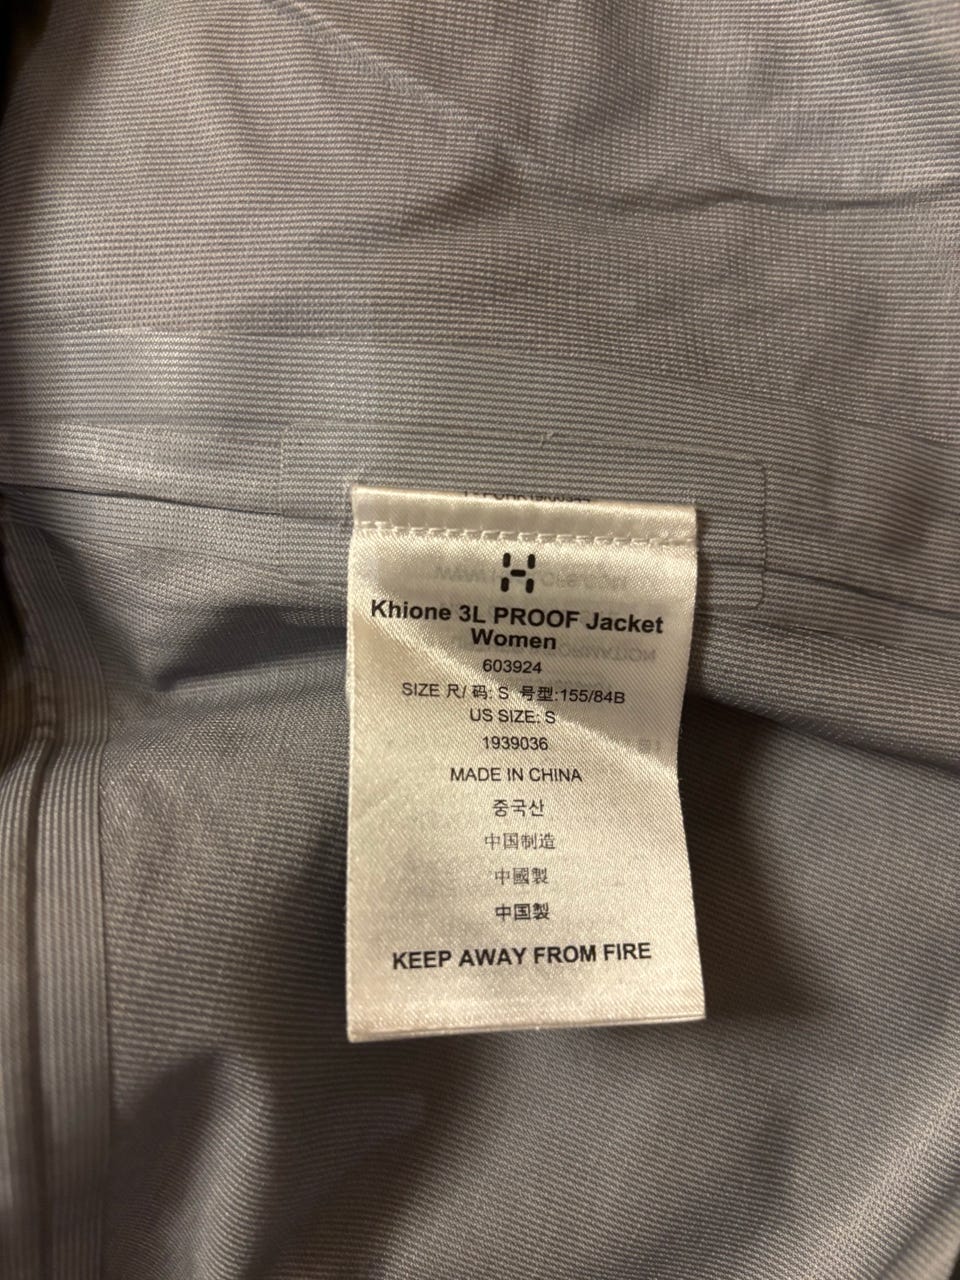 Khione 3L PROOF Jacket
Women
603924
SIZE 尺/ 码: S 号型:155/84B
US SIZE: S
1939036
MADE IN CHINA
중국산
中国制造
中國製
中国製
KEEP AWAY FROM FIRE